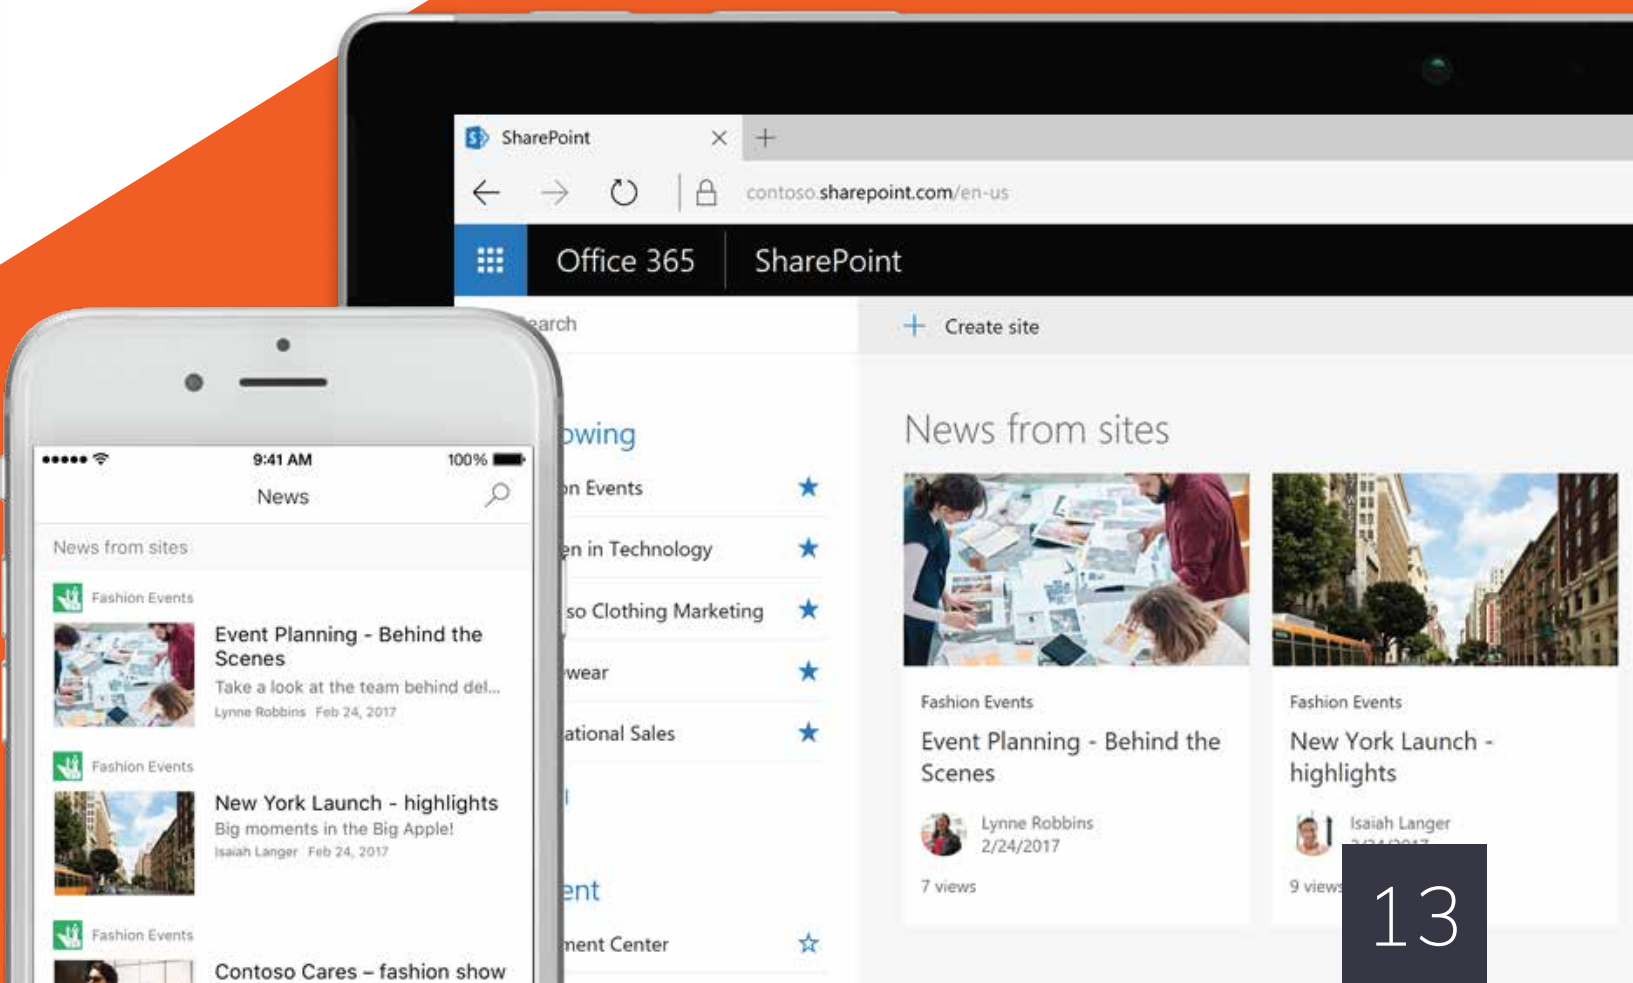 SharePoint
contoso.sharepoint.com/en-us
Office 365
SharePoint
earch
Create site
owing
on Events
en in Technology
so Clothing Marketing
wear
ational Sales
ent
ment Center
News from sites
Fashion Events
Event Planning - Behind the
Scenes
Lynne Robbins
2/24/2017
7 views
Fashion Events
New York Launch -
highlights
Isaiah Langer
9 views
9:41 AM
100%
News
News from sites
Fashion Events
Event Planning - Behind the
Scenes
Take a look at the team behind del...
Lynne Robbins Feb 24, 2017
Fashion Events
New York Launch - highlights
Big moments in the Big Apple!
Isaiah Langer Feb 24, 2017
Fashion Events
Contoso Cares – fashion show
13